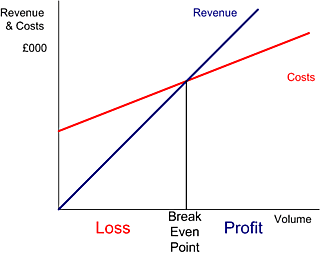 Revenue
& Costs
£000
Revenue
Costs
Loss
Break
Even
Point
Profit
Volume